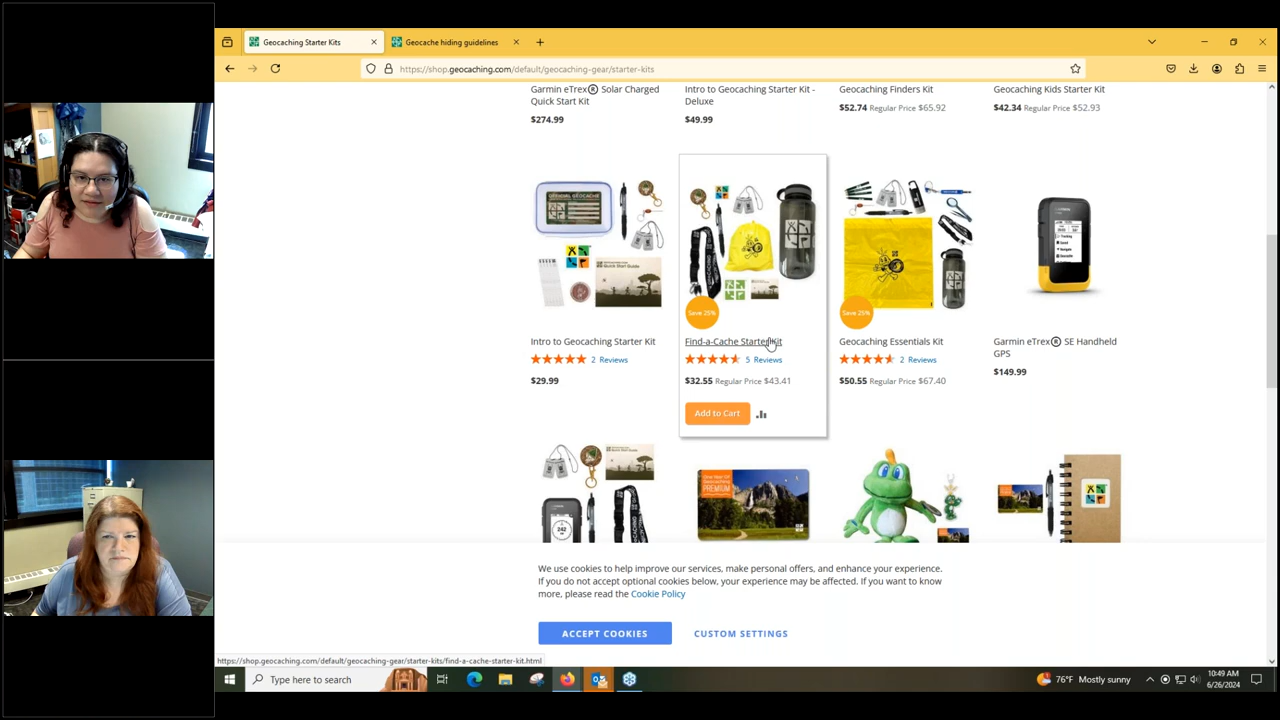 Geocaching Starter Kits
Geocache hiding guidelines
https://shop.geocaching.com/default/geocaching-gear/starter-kits
Garmin eTrex® Solar Charged
Quick Start Kit
$274.99
Intro to Geocaching Starter Kit -
Deluxe
$49.99
Geocaching Finders Kit
$52.74 Regular Price $65.92
Geocaching Kids Starter Kit
$42.34 Regular Price $52.93
OFFICIAL GEOCACHE
Quick Start Guide
Save 25%
Save 25%
Intro to Geocaching Starter Kit
2 Reviews
$29.99
Find-a-Cache Starter Kit
5 Reviews
$32.55 Regular Price $43.41
Add to Cart
Geocaching Essentials Kit
2 Reviews
$50.55 Regular Price $67.40
Garmin eTrex® SE Handheld
GPS
$149.99
242
PREMIUM
We use cookies to help improve our services, make personal offers, and enhance your experience.
If you do not accept optional cookies below, your experience may be affected. If you want to know
more, please read the Cookie Policy
ACCEPT COOKIES
CUSTOM SETTINGS
https://shop.geocaching.com/default/geocaching-gear/starter-kits/find-a-cache-starter-kit.html
Type here to search
76°F Mostly sunny
10:49 AM
6/26/2024